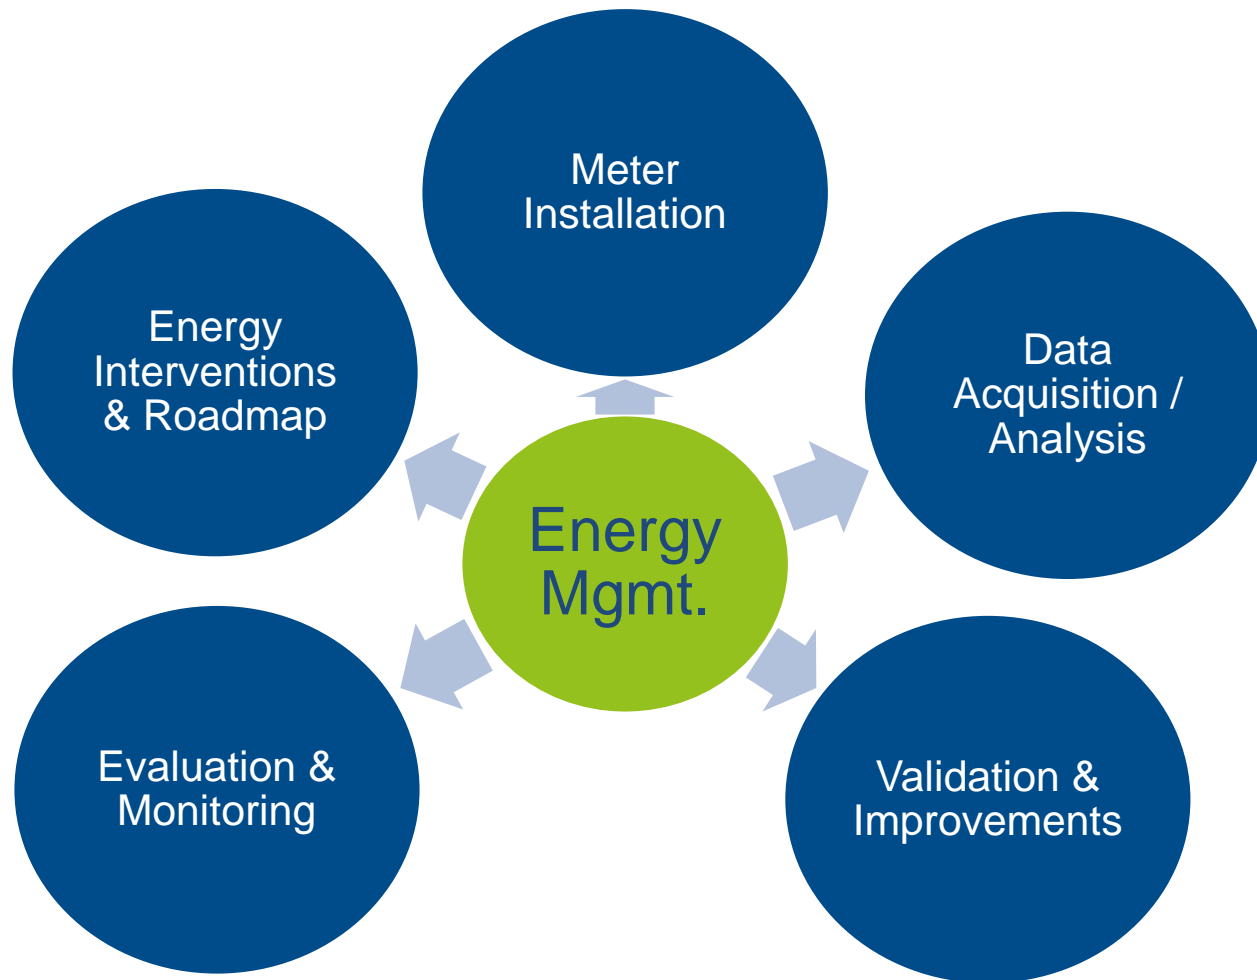 Meter
Installation
Energy
Interventions
& Roadmap
Data
Acquisition /
Analysis
Energy
Mgmt.
Evaluation &
Monitoring
Validation &
Improvements